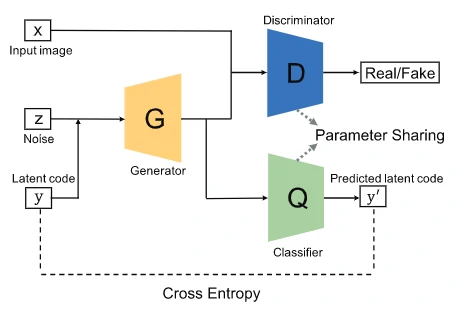 x
Input image
Discriminator
D
Real/Fake
z
Noise
G
Generator
Parameter Sharing
Latent code
y
Predicted latent code
Q
y′
Classifier
Cross Entropy